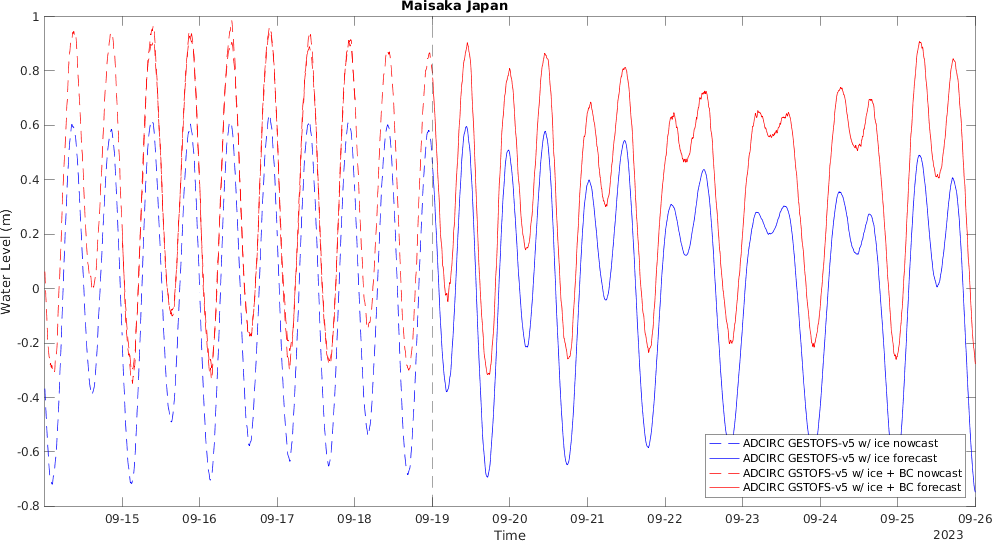 Maisaka Japan
Water Level (m)
1
0.8
0.6
0.4
0.2
0
-0.2
-0.4
-0.6
-0.8
ADCIRC GESTOFS-v5 w/ ice nowcast
ADCIRC GESTOFS-v5 w/ ice forecast
ADCIRC GSTOFS-v5 w/ ice + BC nowcast
ADCIRC GSTOFS-v5 w/ ice + BC forecast
09-15 09-16 09-17 09-18 09-19 09-20 09-21 09-22 09-23 09-24 09-25 09-26
Time
2023